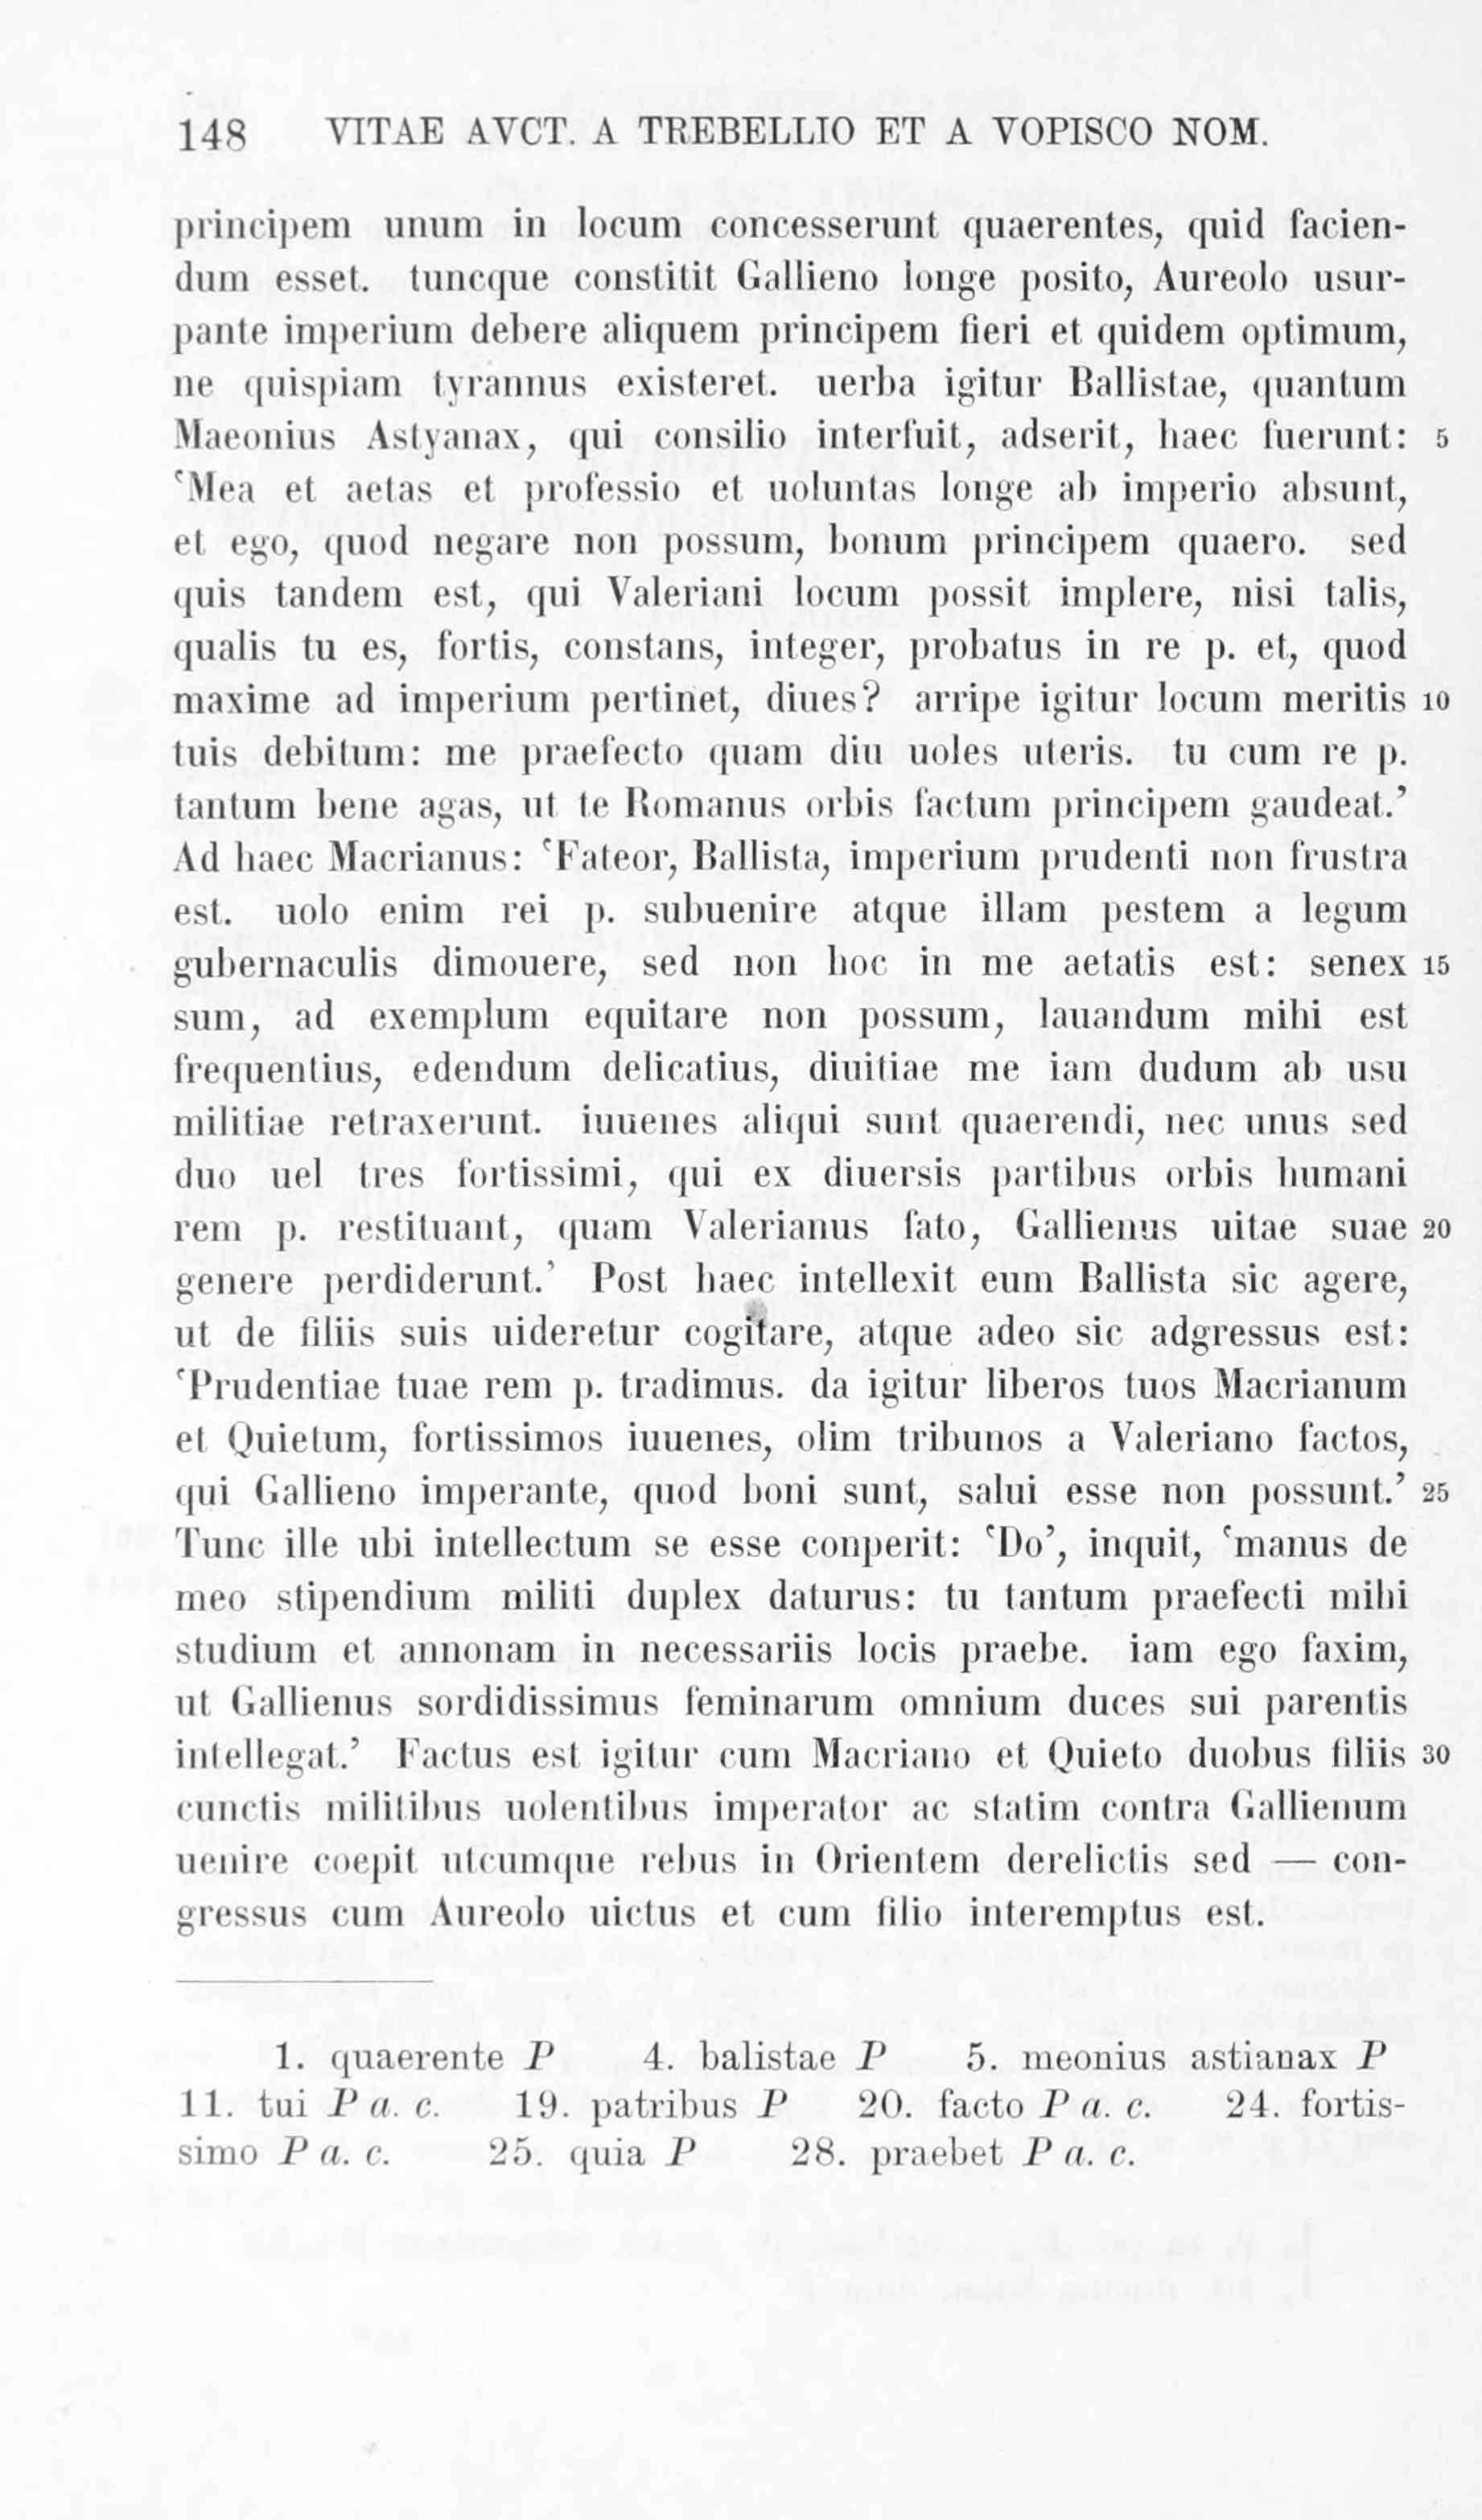 148 VITAE AVCT. A TREBELLIO ET A VOPISCO NOM.
principem unum in locum concesserunt quaerentes, quid facien-
dum esset. tuncque constitit Gallieno longe posito, Aureolo usur-
pante imperium debere aliquem principem fieri et quidem optimum,
ne quispiam tyrannus existeret. uerba igitur Ballistae, quantum
Maeonius Astyanax, qui consilio interfuit, adserit, haec fuerunt: 5
‘Mea et aetas et professio et uoluntas longe ab imperio absunt,
et ego, quod negare non possum, bonum principem quaero. sed
quis tandem est, qui Valeriani locum possit implere, nisi talis,
qualis tu es, fortis, constans, integer, probatus in re p. et, quod
maxime ad imperium pertinet, diues? arripe igitur locum meritis 10
tuis debitum: me praefecto quam diu uoles uteris. tu cum re p.
tantum bene agas, ut te Romanus orbis factum principem gaudeat.’
Ad haec Macrianus: ‘Fateor, Ballista, imperium prudenti non frustra
est. uolo enim rei p. subuenire atque illam pestem a legum
gubernaculis dimouere, sed non hoc in me aetatis est: senex 15
sum, ad exemplum equitare non possum, lauandum mihi est
frequentius, edendum delicatius, diuitiae me iam dudum ab usu
militiae retraxerunt. iuuenes aliqui sunt quaerendi, nec unus sed
duo uel tres fortissimi, qui ex diuersis partibus orbis humani
rem p. restituant, quam Valerianus fato, Gallienus uitae suae 20
genere perdiderunt.’ Post haec intellexit eum Ballista sic agere,
ut de filiis suis uideretur cogitare, atque adeo sic adgressus est:
‘Prudentiae tuae rem p. tradimus. da igitur liberos tuos Macrianum
et Quietum, fortissimos iuuenes, olim tribunos a Valeriano factos,
qui Gallieno imperante, quod boni sunt, salui esse non possunt.’ 25
Tunc ille ubi intellectum se esse conperit: ‘Do’, inquit, ‘manus de
meo stipendium militi duplex daturus: tu tantum praefecti mihi
studium et annonam in necessariis locis praebe. iam ego faxim,
ut Gallienus sordidissimus feminarum omnium duces sui parentis
intellegat.’ Factus est igitur cum Macriano et Quieto duobus filiis 30
cunctis militibus uolentibus imperator ac statim contra Gallienum
uenire coepit utcumque rebus in Orientem derelictis sed — con-
gressus cum Aureolo uictus et cum filio interemptus est.
1. quaerente P 4. balistae P 5. meonius astianax P
11. tui P a. c. 19. patribus P 20. facto P a. c. 24. fortis-
simo P a. c. 25. quia P 28. praebet P a. c.